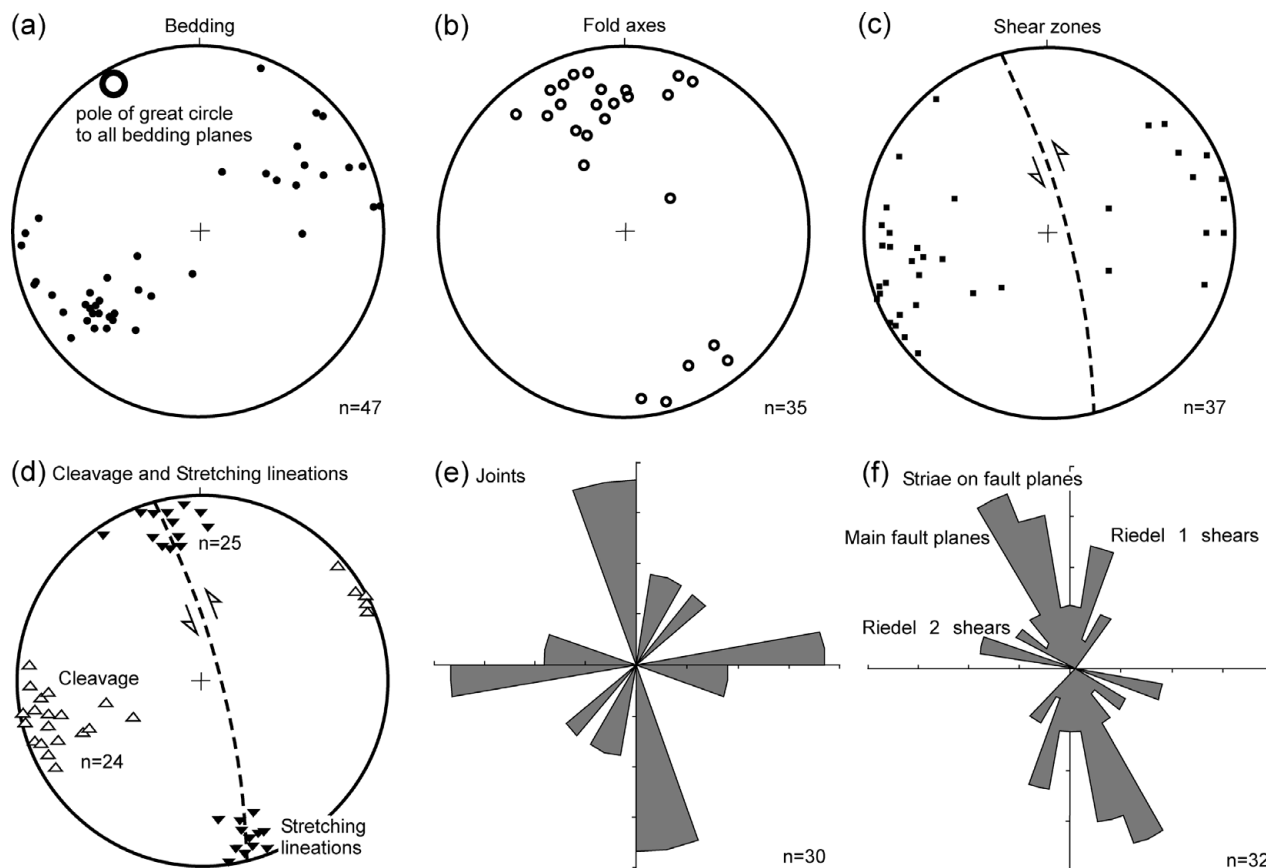 (a)
Bedding
pole of great circle
to all bedding planes
n=47
(b)
Fold axes
n=35
(c)
Shear zones
n=37
(d)
Cleavage and Stretching lineations
n=25
Cleavage
n=24
Stretching
lineations
(e) Joints
n=30
(f)
Striae on fault planes
Main fault planes
Riedel 1 shears
Riedel 2 shears
n=32